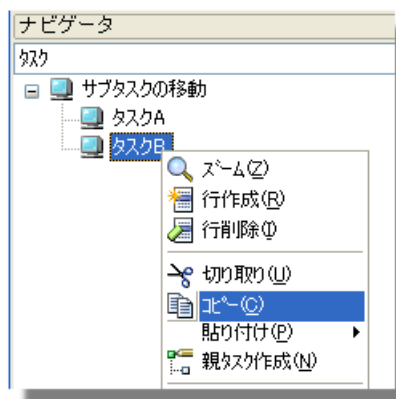 ナビゲータ
ﾀｽｸ
サブタスクの移動
タスクA
タスクB
ｽﾞｰﾑ(Z)
行作成(R)
行削除(I)
切り取り(U)
ｺﾋﾟｰ(C)
貼り付け(P)
親ﾀｽｸ作成(N)